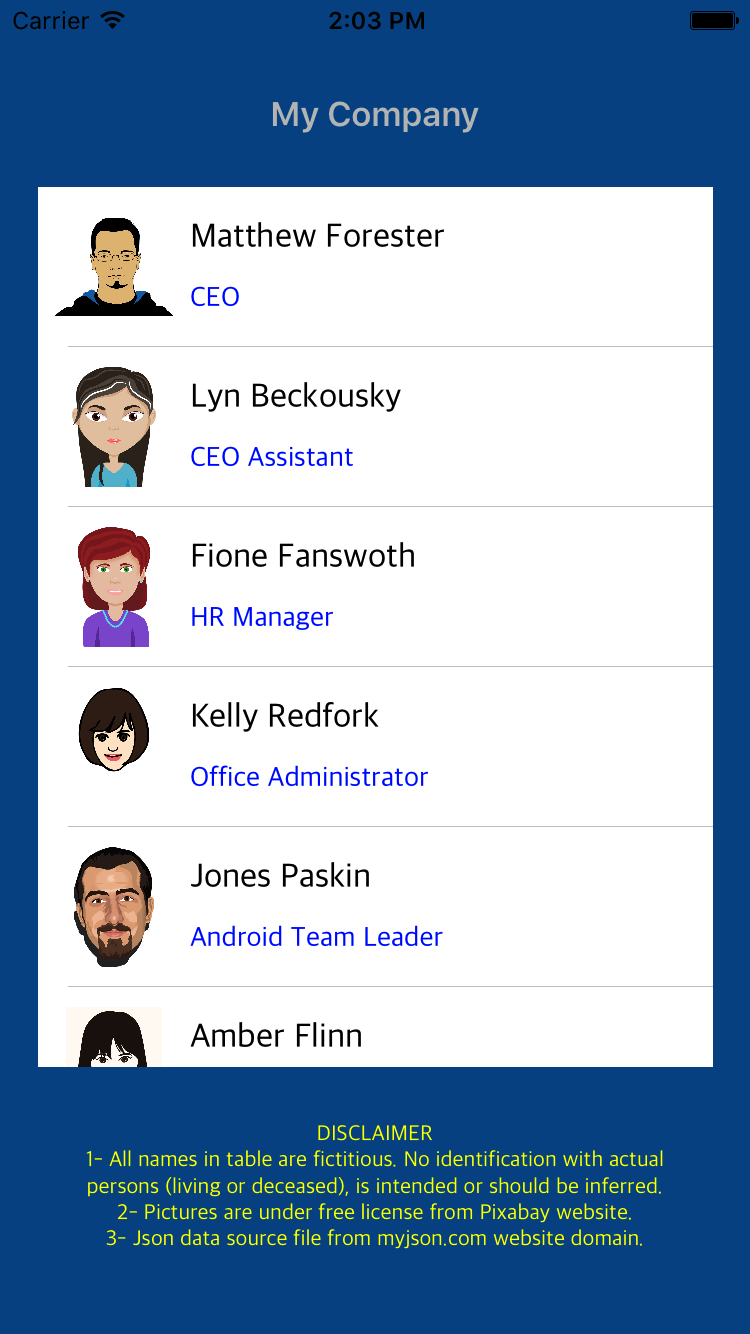 Carrier 2:03 PM
My Company
Matthew Forester
CEO
Lyn Beckousky
CEO Assistant
Fione Fanswoth
HR Manager
Kelly Redfork
Office Administrator
Jones Paskin
Android Team Leader
Amber Flinn
DISCLAIMER
1- All names in table are fictitious. No identification with actual
persons (living or deceased), is intended or should be inferred.
2- Pictures are under free license from Pixabay website.
3- Json data source file from myjson.com website domain.